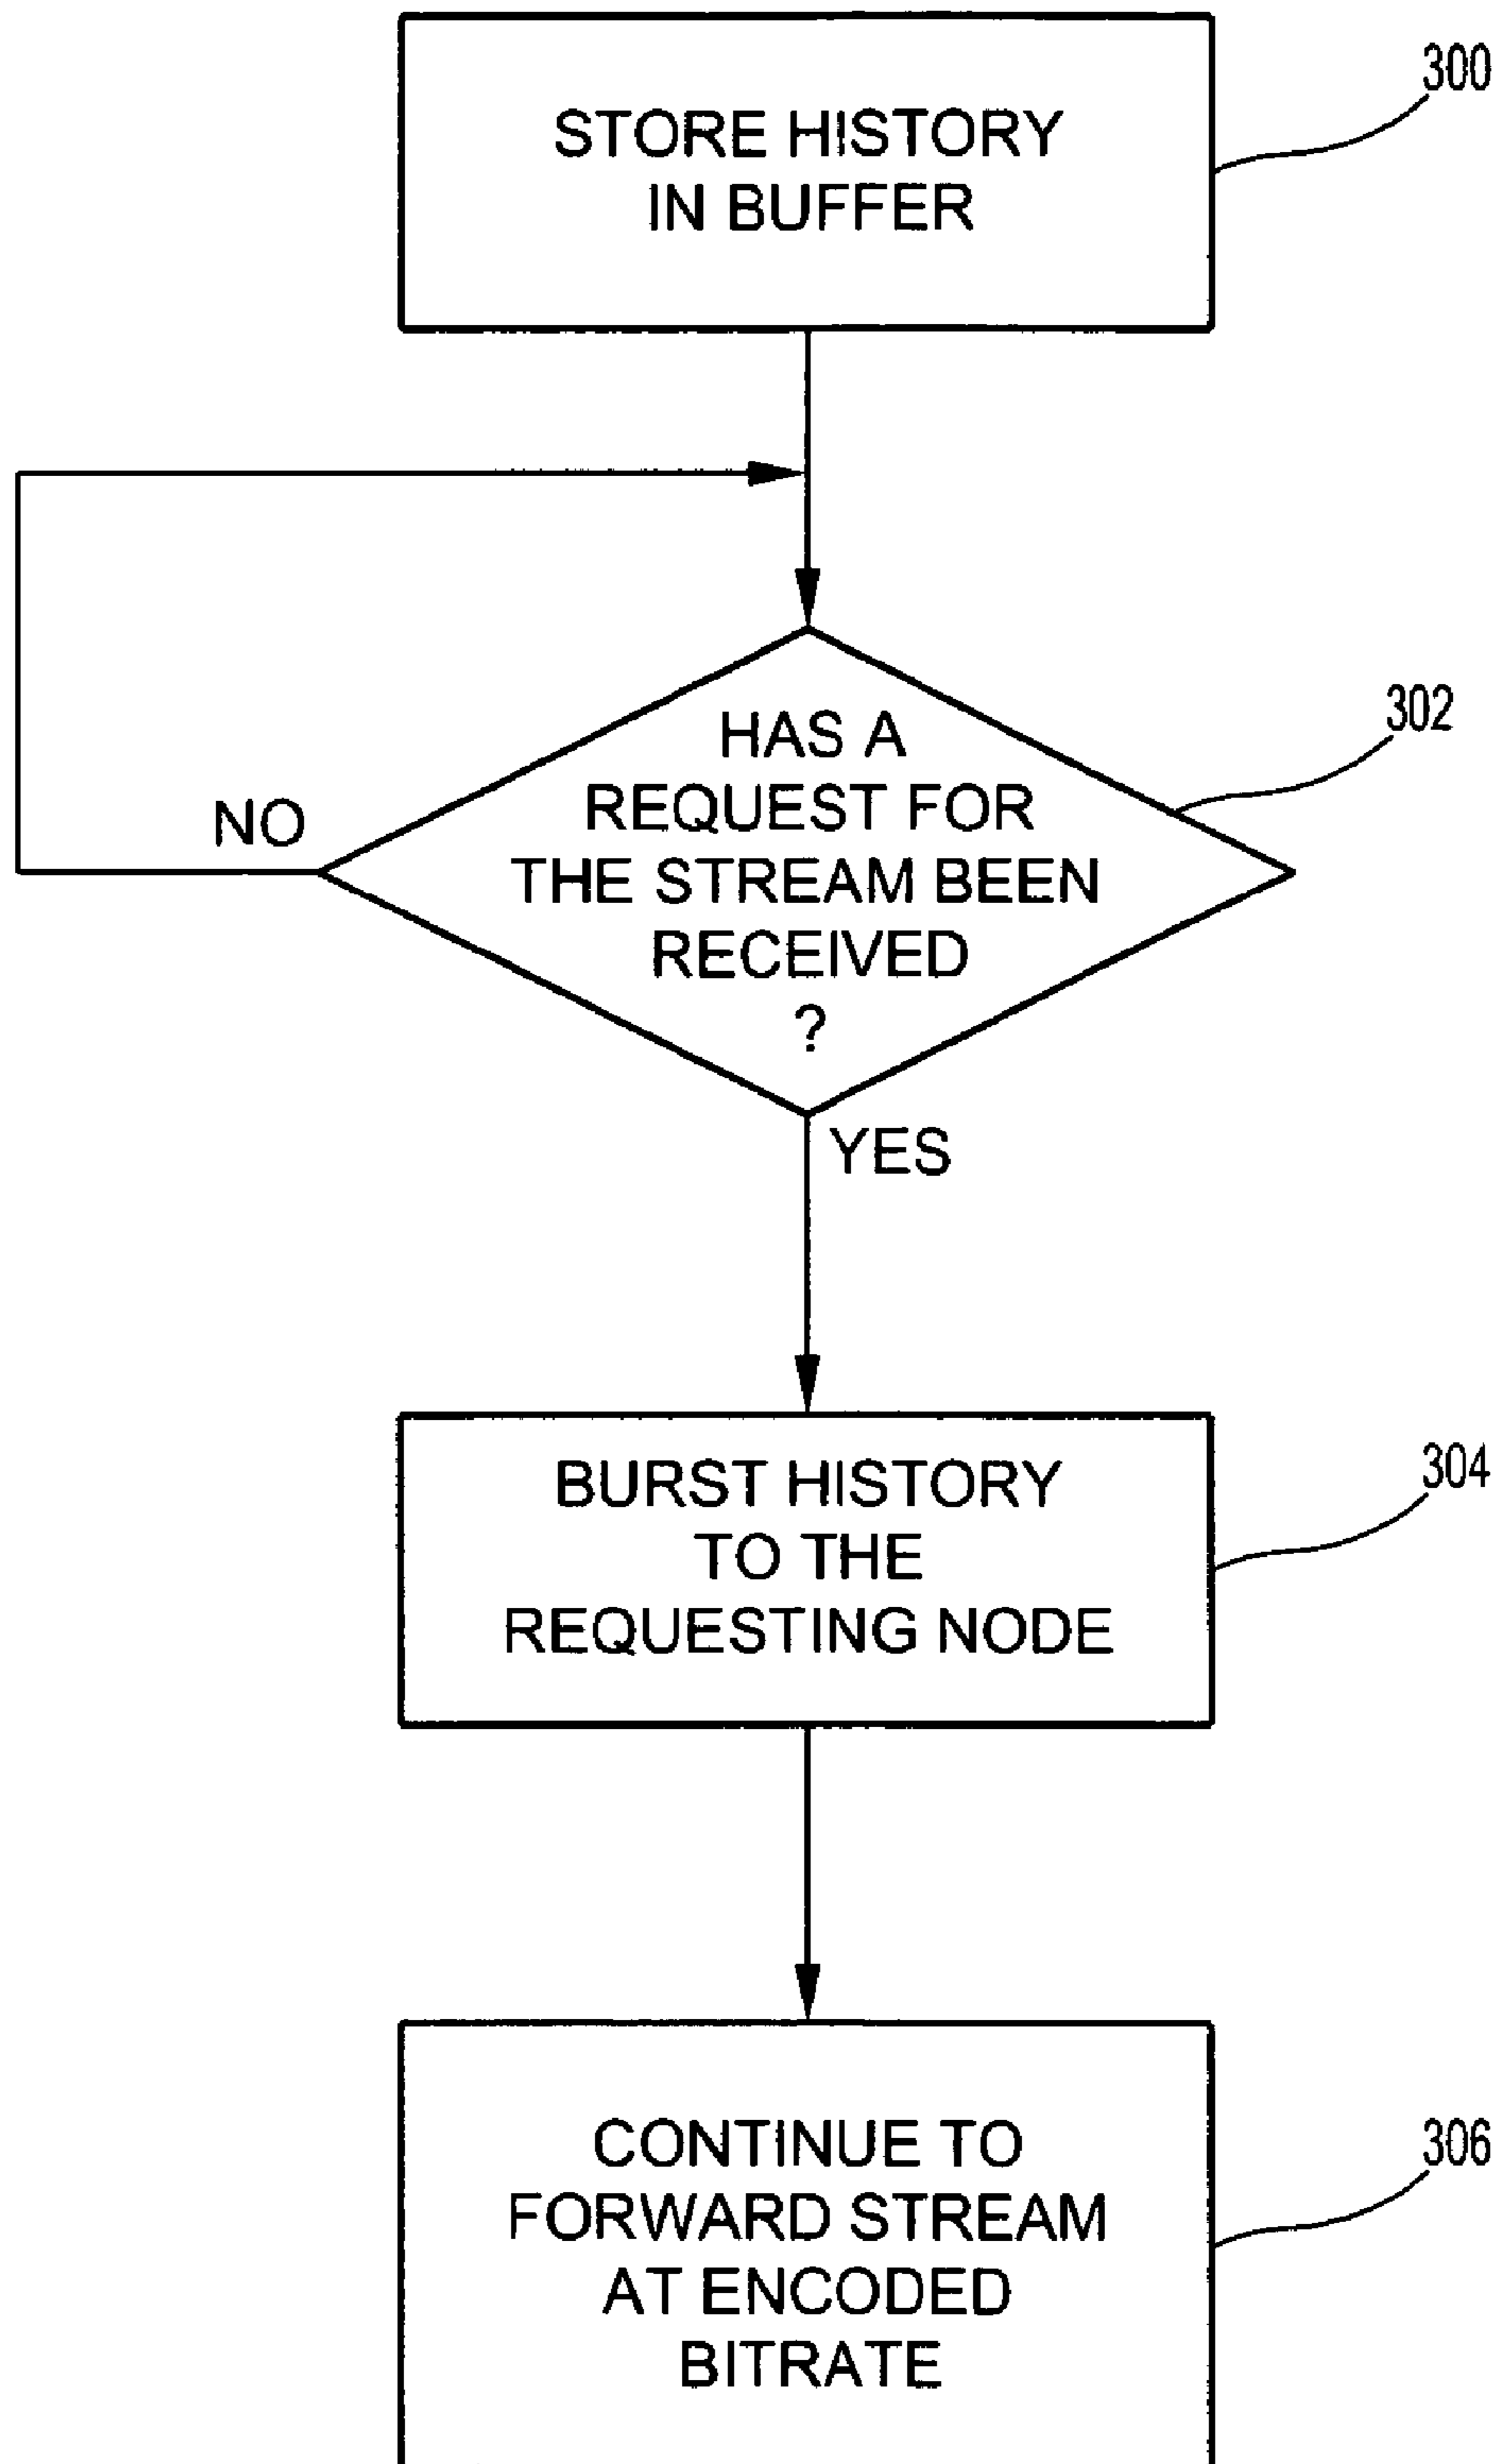 300
STORE HISTORY
IN BUFFER
302
HAS A
REQUEST FOR
THE STREAM BEEN
RECEIVED
?
NO
YES
304
BURST HISTORY
TO THE
REQUESTING NODE
306
CONTINUE TO
FORWARD STREAM
AT ENCODED
BITRATE